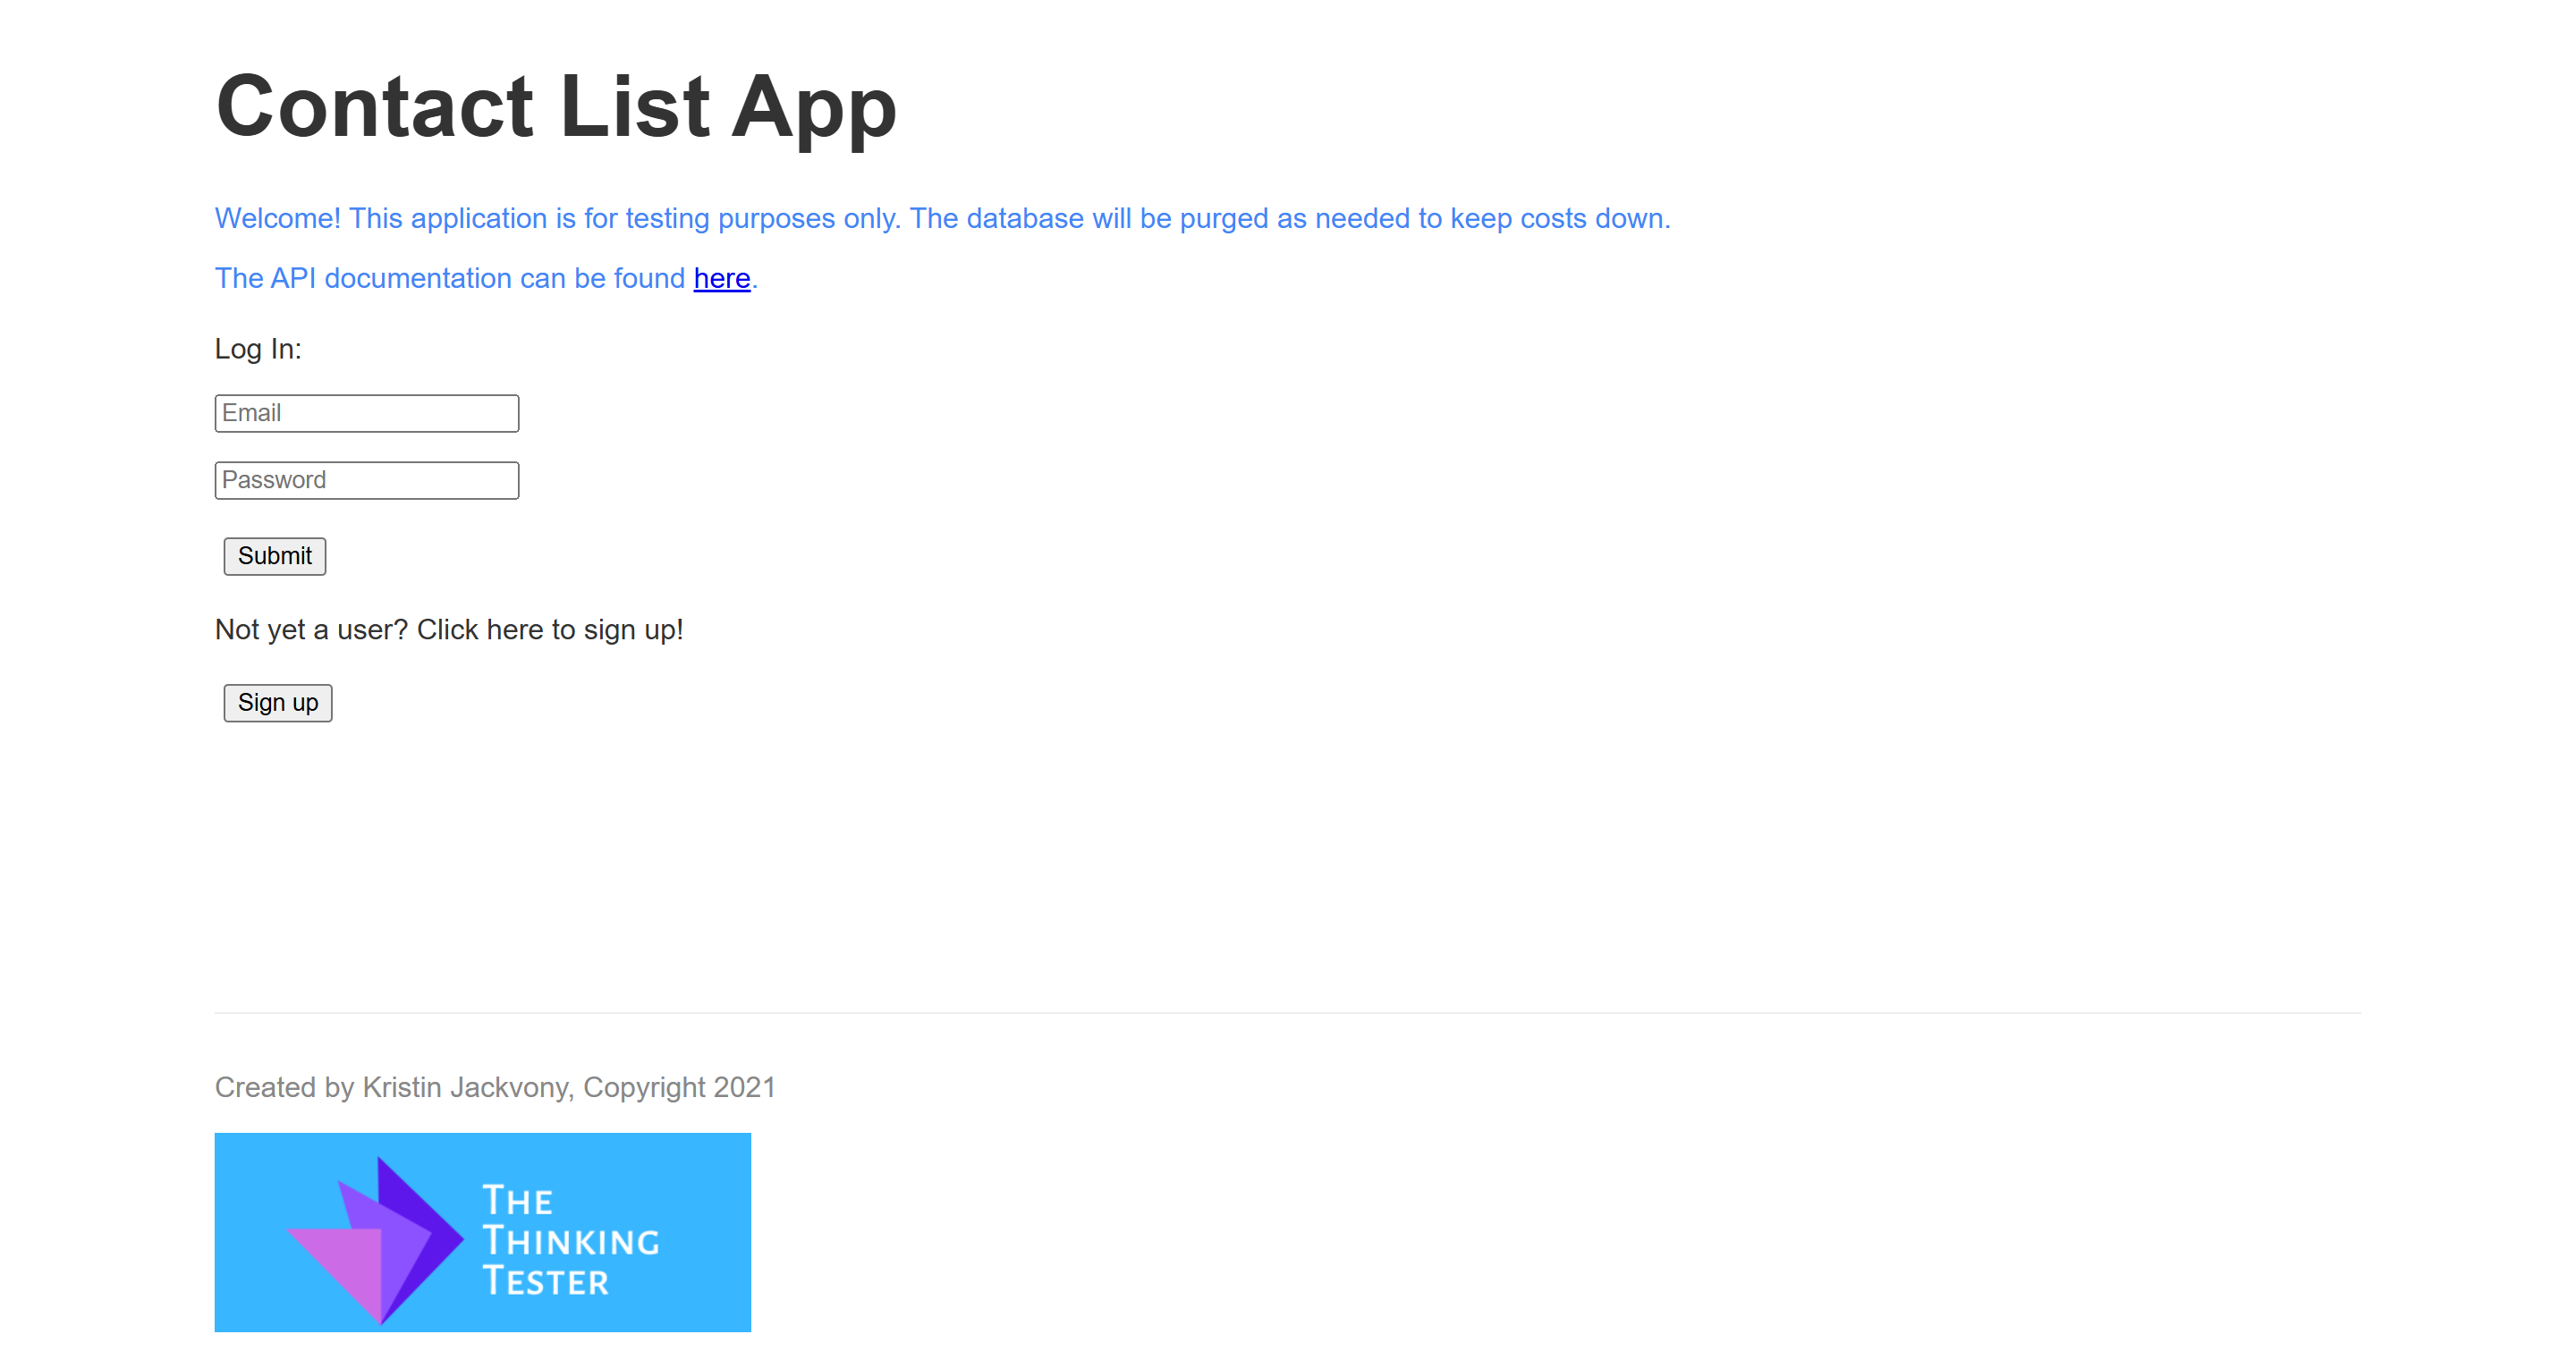 Contact List App
Welcome! This application is for testing purposes only. The database will be purged as needed to keep costs down.
The API documentation can be found here.
Log In:
Email
Password
Submit
Not yet a user? Click here to sign up!
Sign up
Created by Kristin Jackvony, Copyright 2021
THE
THINKING
TESTER